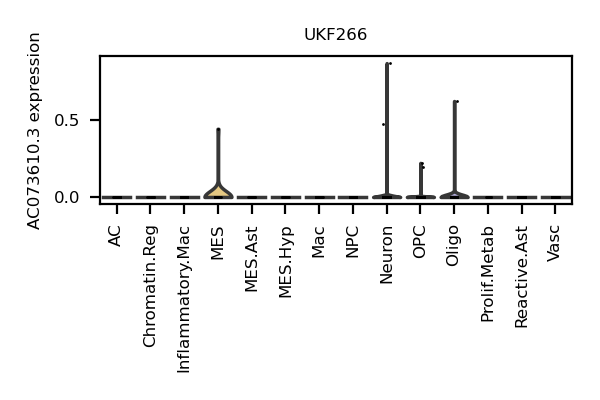 UKF266
AC073610.3 expression
0.5
0.0
AC
Chromatin.Reg
Inflammatory.Mac
MES
MES.Ast
MES.Hyp
Mac
NPC
Neuron
OPC
Oligo
Prolif.Metab
Reactive.Ast
Vasc